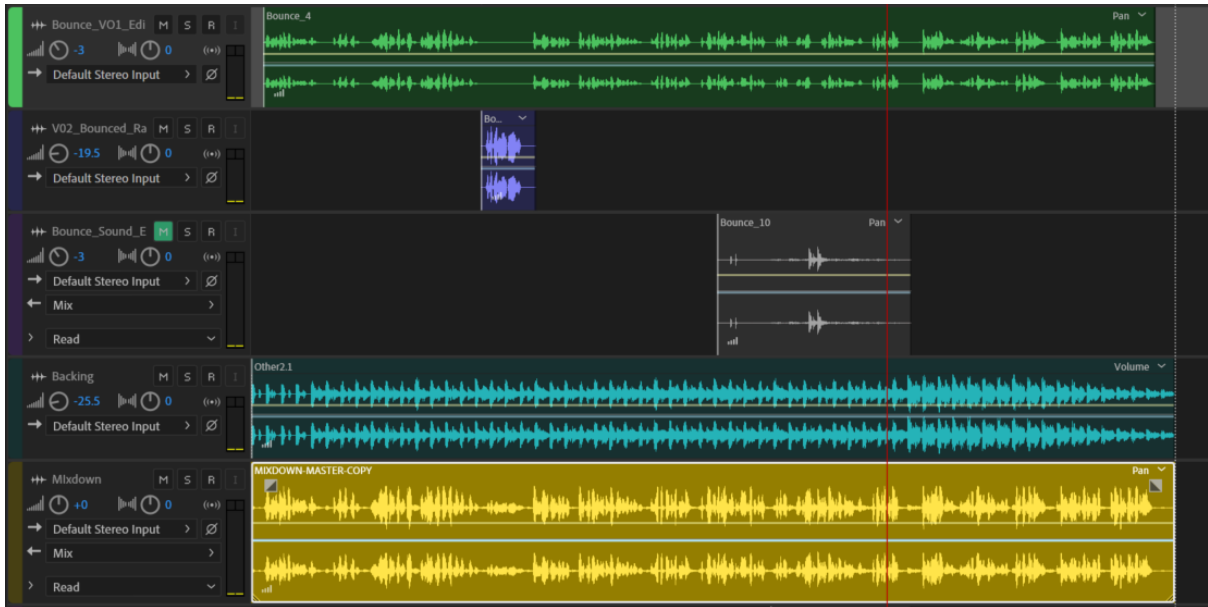 Bounce_VO1_Edi M S R I
-3 0
Default Stereo Input
Bounce_4 Pan
V02_Bounced_Ra M S R I
-19.5 0
Default Stereo Input
Bo...
Bounce_Sound_E M S R I
-3 0
Default Stereo Input
Mix
Read
Bounce_10 Pan
Backing M S R I
-25.5 0
Default Stereo Input
Other2.1 Volume
MIxdown M S R I
+0 0
Default Stereo Input
Mix
Read
MIXDOWN-MASTER-COPY Pan